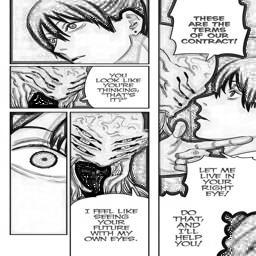 THESE
ARE THE
TERMS
OF OUR
CONTRACT!
LET ME
LIVE IN
YOUR
RIGHT
EYE!
DO
THAT,
AND I'LL
HELP
YOU!
YOU
LOOK LIKE
YOU'RE
THINKING,
"THAT'S
IT?"
I FEEL LIKE
SEEING
YOUR
FUTURE
WITH MY
OWN EYES.